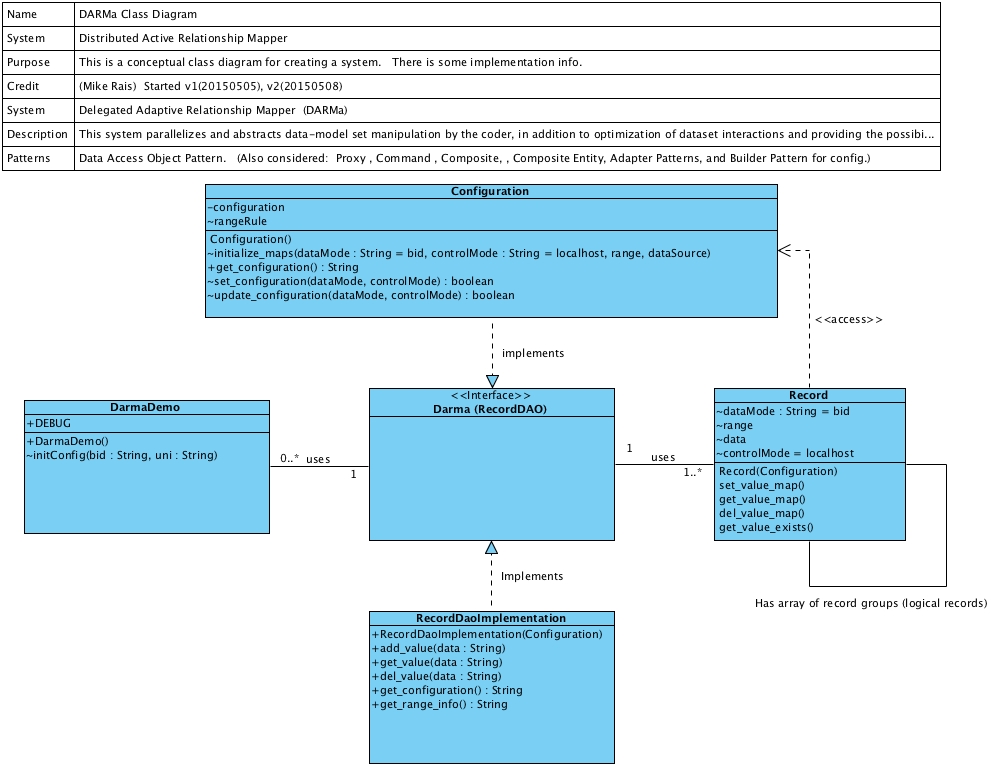 Name DARMa Class Diagram
System Distributed Active Relationship Mapper
Purpose This is a conceptual class diagram for creating a system. There is some implementation info.
Credit (Mike Rais) Started v1(20150505), v2(20150508)
System Delegated Adaptive Relationship Mapper (DARMa)
Description This system parallelizes and abstracts data-model set manipulation by the coder, in addition to optimization of dataset interactions and providing the possibi...
Patterns Data Access Object Pattern. (Also considered: Proxy , Command , Composite, , Composite Entity, Adapter Patterns, and Builder Pattern for config.)
Configuration
-configuration
~rangeRule
Configuration()
~initialize_maps(dataMode : String = bid, controlMode : String = localhost, range, dataSource)
+get_configuration() : String
~set_configuration(dataMode, controlMode) : boolean
~update_configuration(dataMode, controlMode) : boolean
<<access>>
implements
DarmaDemo
+DEBUG
+DarmaDemo()
~initConfig(bid : String, uni : String)
0..* uses
1
<<Interface>>
Darma (RecordDAO)
1
uses
1..*
Record
~dataMode : String = bid
~range
~data
~controlMode = localhost
Record(Configuration)
set_value_map()
get_value_map()
del_value_map()
get_value_exists()
Has array of record groups (logical records)
Implements
RecordDaoImplementation
+RecordDaoImplementation(Configuration)
+add_value(data : String)
+get_value(data : String)
+del_value(data : String)
+get_configuration() : String
+get_range_info() : String